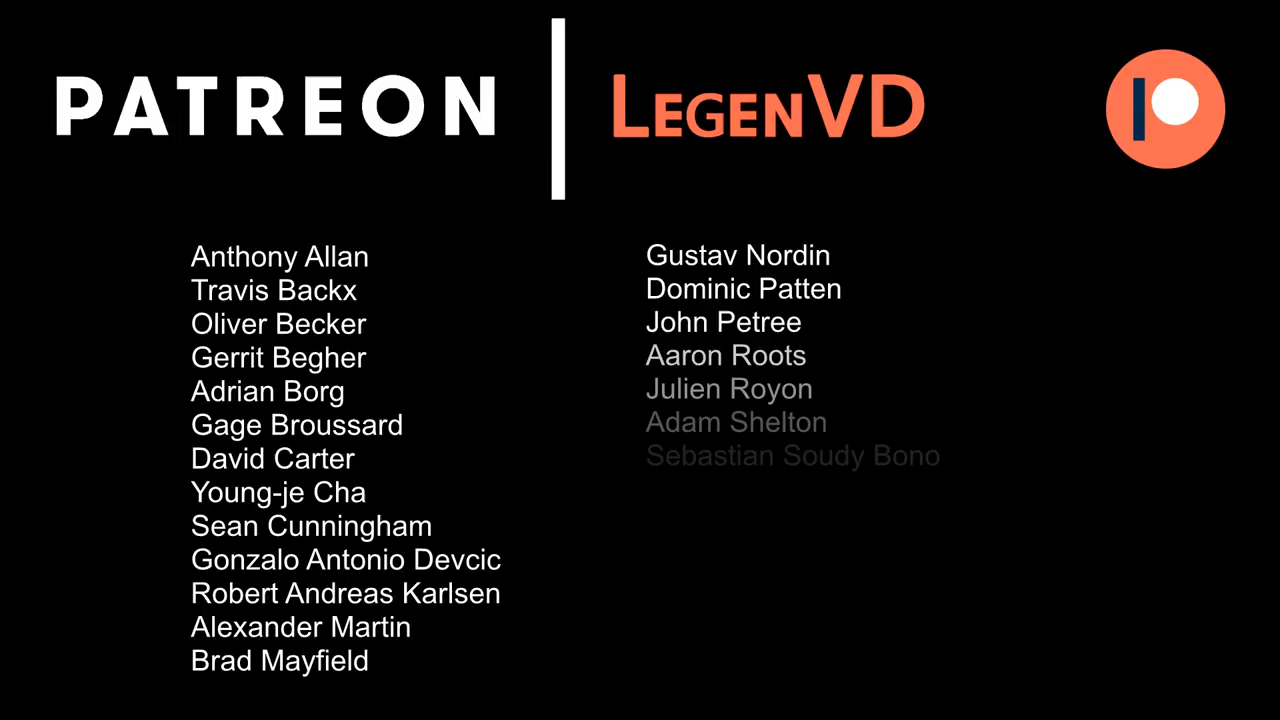 PATREON
LEGENVD
Anthony Allan
Travis Backx
Oliver Becker
Gerrit Begher
Adrian Borg
Gage Broussard
David Carter
Young-je Cha
Sean Cunningham
Gonzalo Antonio Devcic
Robert Andreas Karlsen
Alexander Martin
Brad Mayfield
Gustav Nordin
Dominic Patten
John Petree
Aaron Roots
Julien Royon
Adam Shelton
Sebastian Soudy Bono